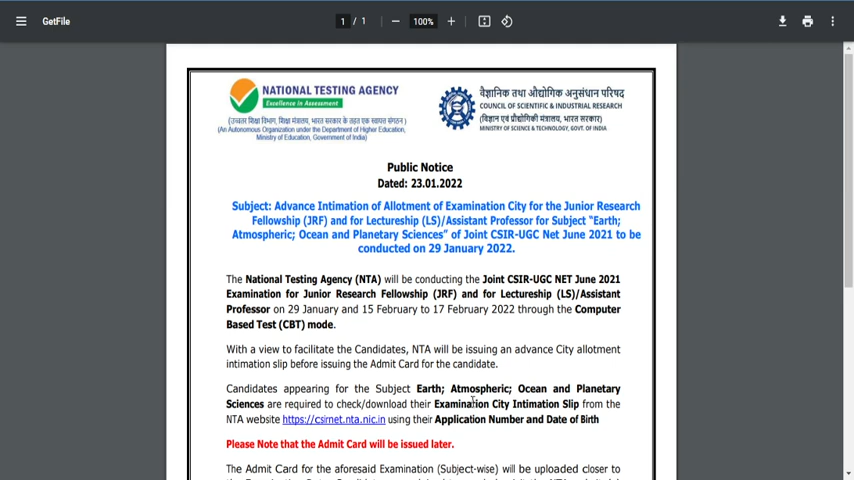 GetFile
1 / 1
100%
NATIONAL TESTING AGENCY
Excellence in Assessment
(उच्चतर शिक्षा विभाग, शिक्षा मंत्रालय, भारत सरकार के तहत एक स्वायत्त संगठन)
(An Autonomous Organization under the Department of Higher Education,
Ministry of Education, Government of India)
वैज्ञानिक तथा औद्योगिक अनुसंधान परिषद
COUNCIL OF SCIENTIFIC & INDUSTRIAL RESEARCH
(विज्ञान एवं प्रौद्योगिकी मंत्रालय, भारत सरकार)
MINISTRY OF SCIENCE & TECHNOLOGY, GOVT. OF INDIA
Public Notice
Dated: 23.01.2022
Subject: Advance Intimation of Allotment of Examination City for the Junior Research
Fellowship (JRF) and for Lectureship (LS)/Assistant Professor for Subject "Earth;
Atmospheric; Ocean and Planetary Sciences" of Joint CSIR-UGC Net June 2021 to be
conducted on 29 January 2022.
The National Testing Agency (NTA) will be conducting the Joint CSIR-UGC NET June 2021
Examination for Junior Research Fellowship (JRF) and for Lectureship (LS)/Assistant
Professor on 29 January and 15 February to 17 February 2022 through the Computer
Based Test (CBT) mode.
With a view to facilitate the Candidates, NTA will be issuing an advance City allotment
intimation slip before issuing the Admit Card for the candidate.
Candidates appearing for the Subject Earth; Atmospheric; Ocean and Planetary
Sciences are required to check/download their Examination City Intimation Slip from the
NTA website https://csirnet.nta.nic.in using their Application Number and Date of Birth
Please Note that the Admit Card will be issued later.
The Admit Card for the aforesaid Examination (Subject-wise) will be uploaded closer to